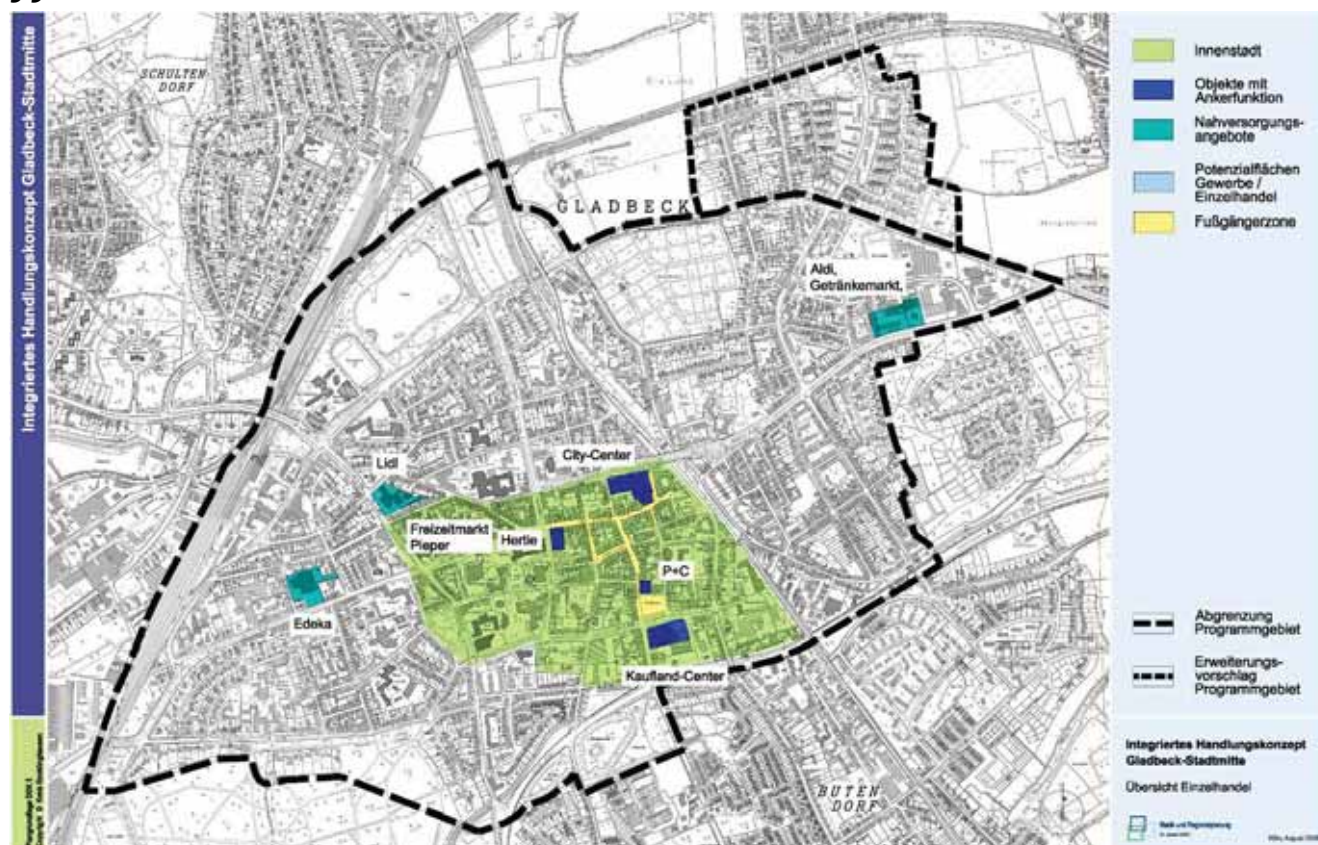 Integriertes Handlungskonzept Gladbeck-Stadtmitte
SCHULTEN
DORF
GLADBECK
Aldi,
Getränkemarkt,
City-Center
Lidl
Freizeitmarkt
Pieper
Hertie
P+C
Edeka
Kaufland-Center
BUTEN
DORF
Innenstadt
Objekte mit
Ankerfunktion
Nahversorgungs-
angebote
Potenzialflächen
Gewerbe /
Einzelhandel
Fußgängerzone
Abgrenzung
Programmgebiet
Erweiterungs-
vorschlag
Programmgebiet
Integriertes Handlungskonzept
Gladbeck-Stadtmitte
Übersicht Einzelhandel